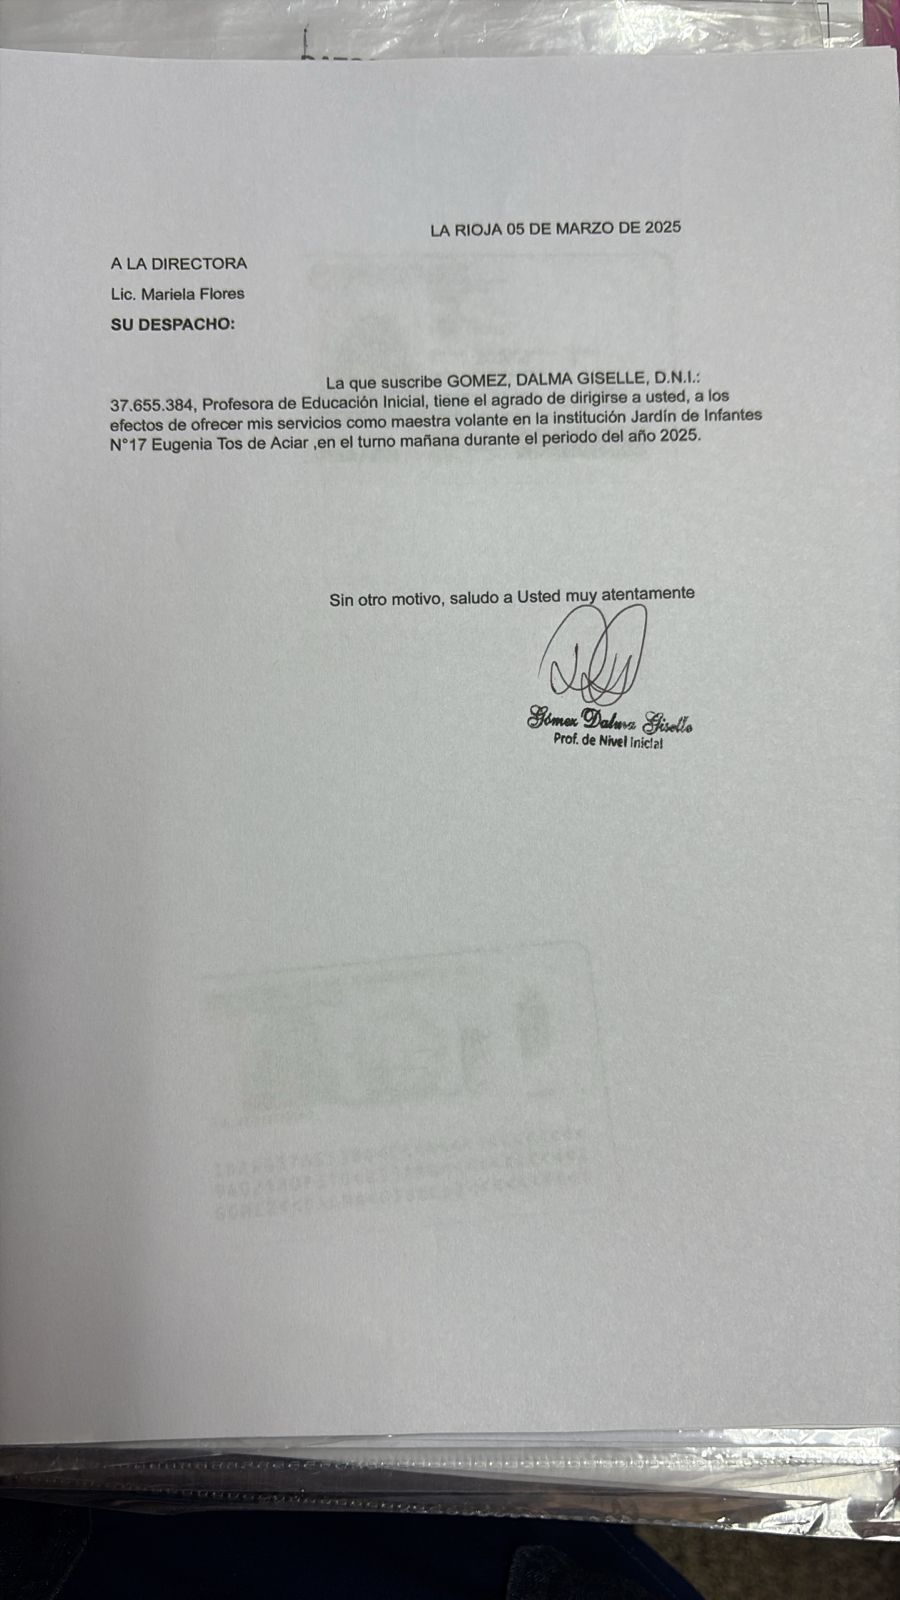 LA RIOJA 05 DE MARZO DE 2025
A LA DIRECTORA
Lic. Mariela Flores
SU DESPACHO:
La que suscribe GOMEZ, DALMA GISELLE, D.N.I.:
37.655.384, Profesora de Educación Inicial, tiene el agrado de dirigirse a usted, a los
efectos de ofrecer mis servicios como maestra volante en la institución Jardín de Infantes
N°17 Eugenia Tos de Aciar ,en el turno mañana durante el periodo del año 2025.
Sin otro motivo, saludo a Usted muy atentamente
Gómez Dalma Giselle
Prof. de Nivel Inicial